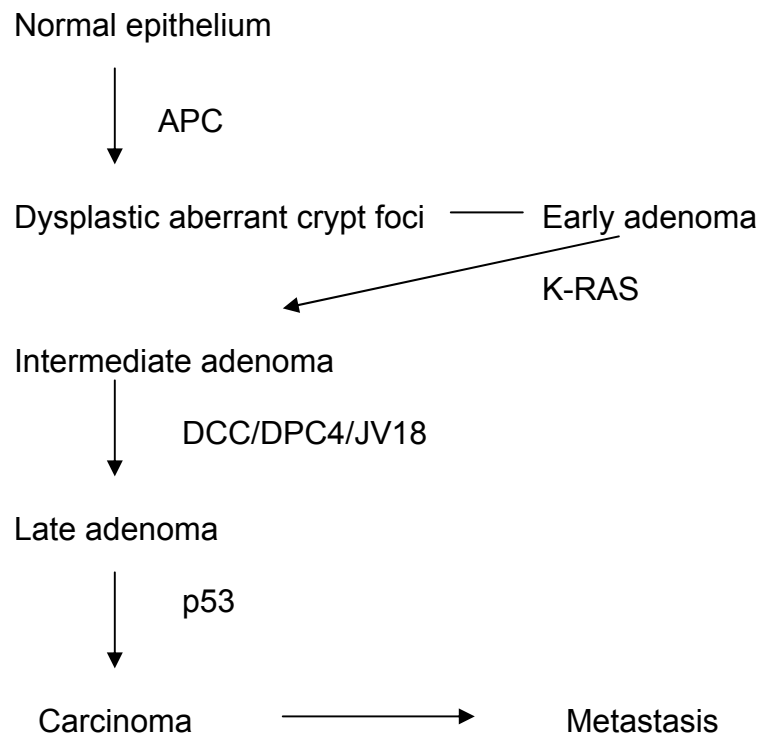 Normal epithelium
APC
Dysplastic aberrant crypt foci Early adenoma
K-RAS
Intermediate adenoma
DCC/DPC4/JV18
Late adenoma
p53
Carcinoma Metastasis